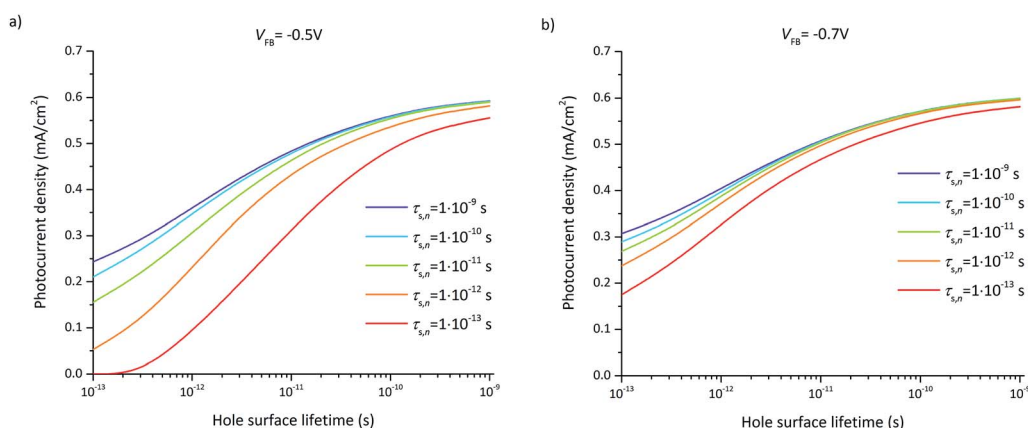 a)
V_FB= -0.5V
0.7
0.6
0.5
0.4
0.3
0.2
0.1
0.0
Photocurrent density (mA/cm²)
τ_s,n=1·10⁻⁹ s
τ_s,n=1·10⁻¹⁰ s
τ_s,n=1·10⁻¹¹ s
τ_s,n=1·10⁻¹² s
τ_s,n=1·10⁻¹³ s
10⁻¹³ 10⁻¹² 10⁻¹¹ 10⁻¹⁰ 10⁻⁹
Hole surface lifetime (s)
b)
V_FB= -0.7V
0.7
0.6
0.5
0.4
0.3
0.2
0.1
0.0
Photocurrent density (mA/cm²)
τ_s,n=1·10⁻⁹ s
τ_s,n=1·10⁻¹⁰ s
τ_s,n=1·10⁻¹¹ s
τ_s,n=1·10⁻¹² s
τ_s,n=1·10⁻¹³ s
10⁻¹³ 10⁻¹² 10⁻¹¹ 10⁻¹⁰ 10⁻⁹
Hole surface lifetime (s)